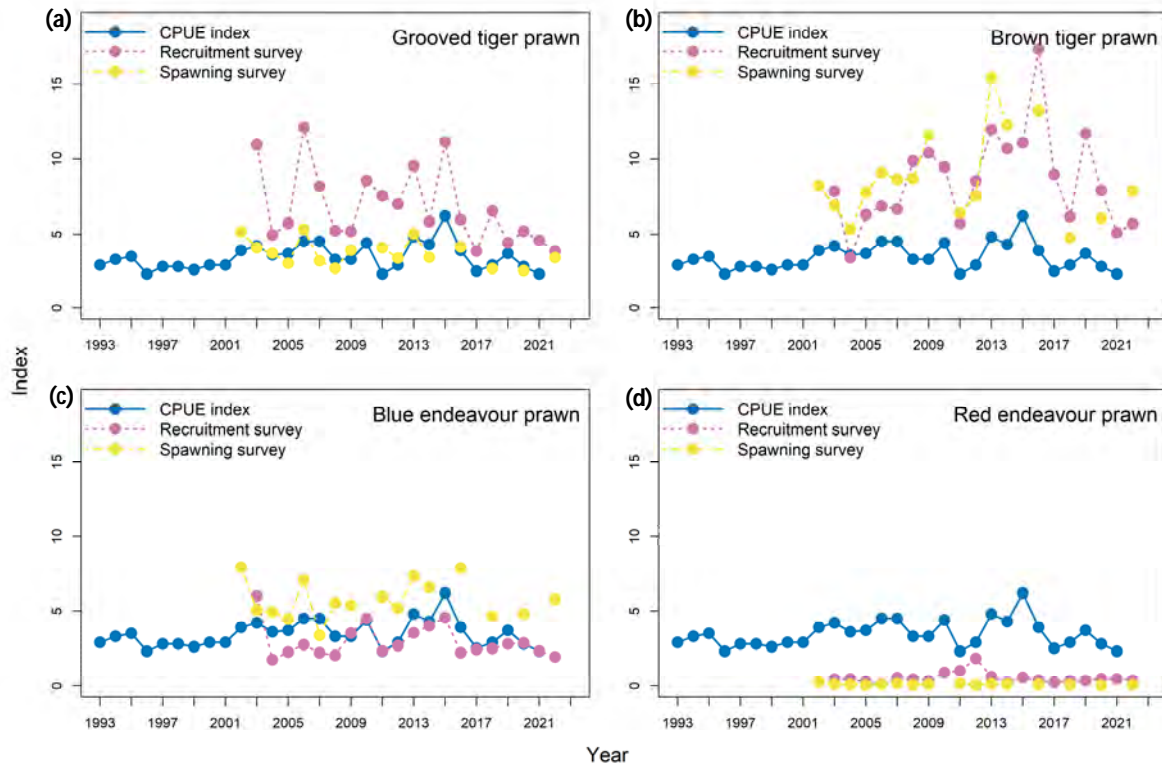 (a)
CPUE index
Recruitment survey
Spawning survey
Grooved tiger prawn
15
10
5
0
1993 1997 2001 2005 2009 2013 2017 2021
(b)
CPUE index
Recruitment survey
Spawning survey
Brown tiger prawn
15
10
5
0
1993 1997 2001 2005 2009 2013 2017 2021
Index
(c)
CPUE index
Recruitment survey
Spawning survey
Blue endeavour prawn
15
10
5
0
1993 1997 2001 2005 2009 2013 2017 2021
(d)
CPUE index
Recruitment survey
Spawning survey
Red endeavour prawn
15
10
5
0
1993 1997 2001 2005 2009 2013 2017 2021
Year